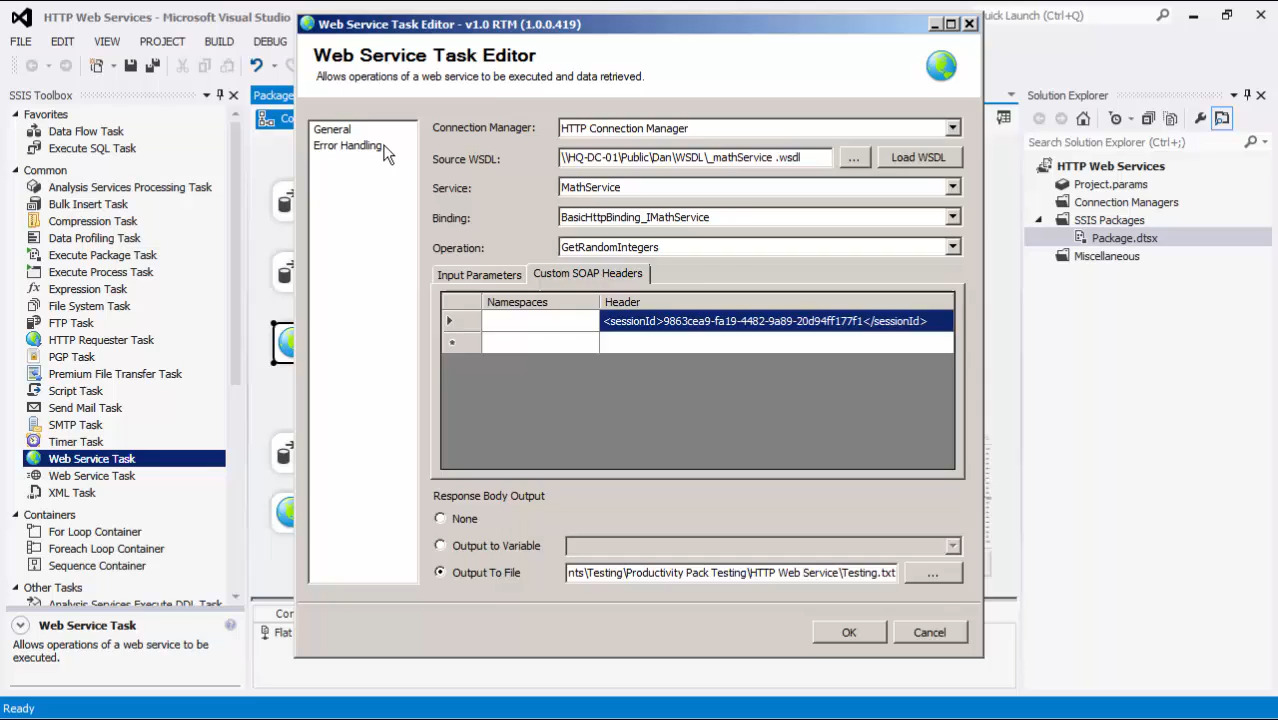 HTTP Web Services - Microsoft Visual Studio
Quick Launch (Ctrl+Q)
FILE EDIT VIEW PROJECT BUILD DEBUG
SSIS Toolbox
Favorites
Data Flow Task
Execute SQL Task
Common
Analysis Services Processing Task
Bulk Insert Task
Compression Task
Data Profiling Task
Execute Package Task
Execute Process Task
Expression Task
File System Task
FTP Task
HTTP Requester Task
PGP Task
Premium File Transfer Task
Script Task
Send Mail Task
SMTP Task
Timer Task
Web Service Task
Web Service Task
XML Task
Containers
For Loop Container
Foreach Loop Container
Sequence Container
Other Tasks
Analysis Services Execute DDL Task
Web Service Task
Allows operations of a web service to be
executed.
Ready
Package
Co
Con
Flat
Web Service Task Editor - v1.0 RTM (1.0.0.419)
Web Service Task Editor
Allows operations of a web service to be executed and data retrieved.
General
Error Handling
Connection Manager: HTTP Connection Manager
Source WSDL: \\HQ-DC-01\Public\Dan\WSDL\_mathService .wsdl ... Load WSDL
Service: MathService
Binding: BasicHttpBinding_IMathService
Operation: GetRandomIntegers
Input Parameters Custom SOAP Headers
Namespaces Header
<sessionId>9863cea9-fa19-4482-9a89-20d94ff177f1</sessionId>
*
Response Body Output
None
Output to Variable
Output To File nts\Testing\Productivity Pack Testing\HTTP Web Service\Testing.txt ...
OK Cancel
Solution Explorer
Search Solution Explorer (Ctrl+;)
HTTP Web Services
Project.params
Connection Managers
SSIS Packages
Package.dtsx
Miscellaneous